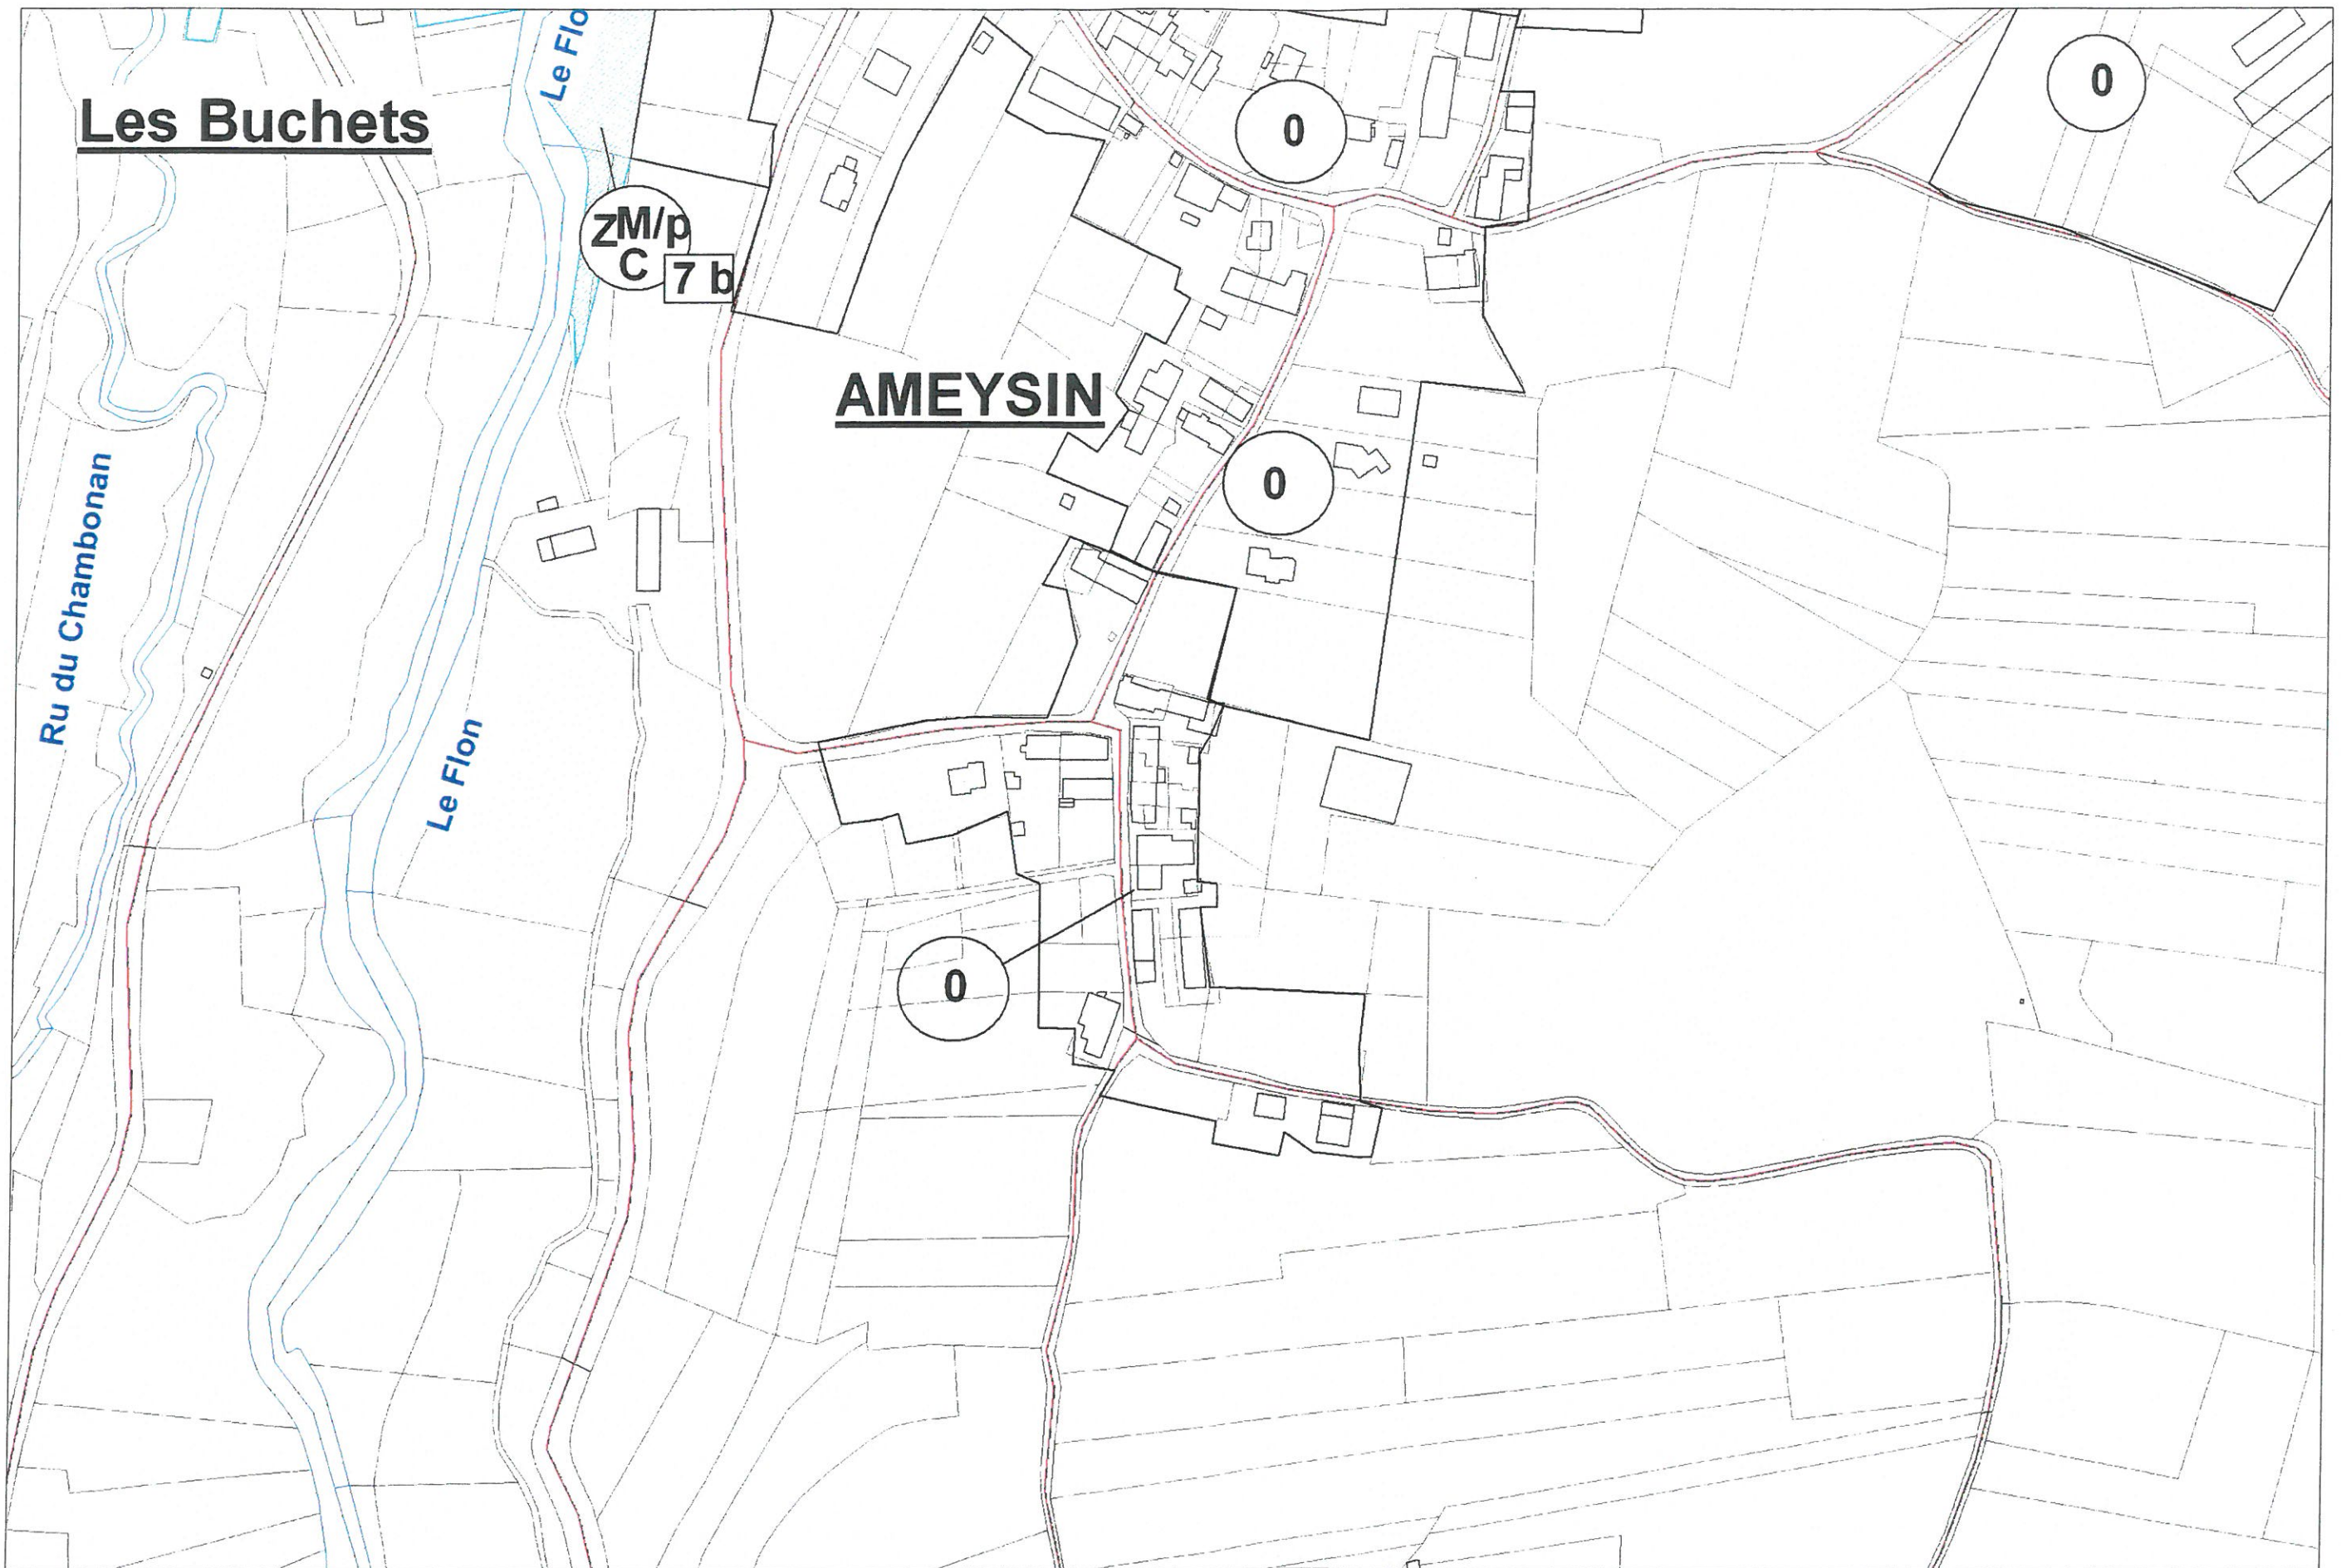 Le Flo
0
Les Buchets
0
ZM/p
C
7 b
AMEYSIN
0
Ru du Chambonan
Le Flon
0